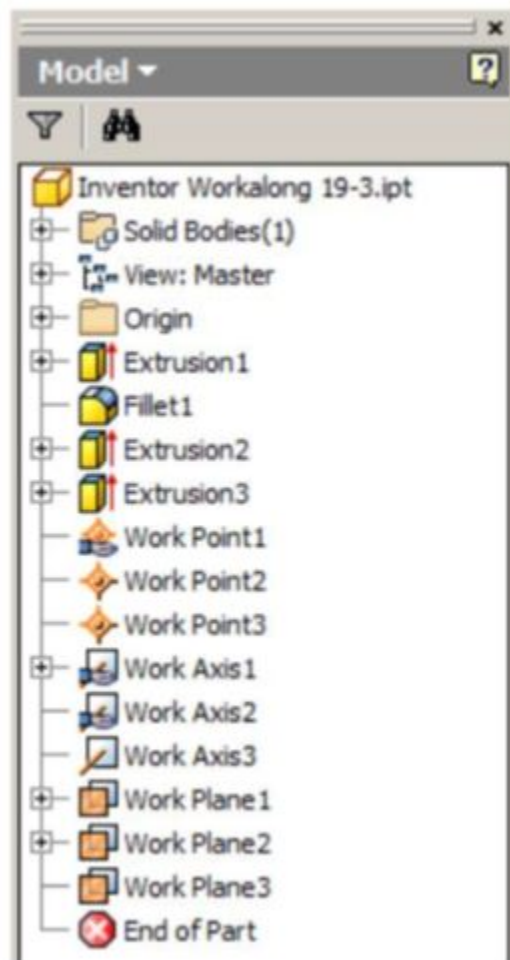 Model
Inventor Workalong 19-3.ipt
Solid Bodies(1)
View: Master
Origin
Extrusion1
Fillet1
Extrusion2
Extrusion3
Work Point1
Work Point2
Work Point3
Work Axis1
Work Axis2
Work Axis3
Work Plane1
Work Plane2
Work Plane3
End of Part